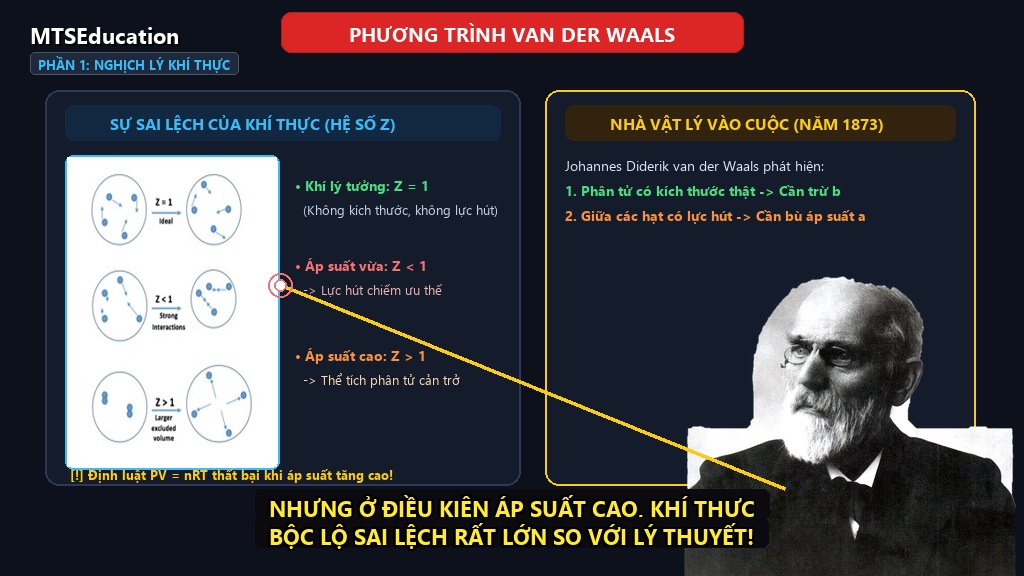 MTSEducation
PHẦN 1: NGHỊCH LÝ KHÍ THỰC
PHƯƠNG TRÌNH VAN DER WAALS
SỰ SAI LỆCH CỦA KHÍ THỰC (HỆ SỐ Z)
Z = 1
Ideal
Z < 1
Strong
Interactions
Z > 1
Larger
excluded
volume
• Khí lý tưởng: Z = 1
(Không kích thước, không lực hút)
• Áp suất vừa: Z < 1
-> Lực hút chiếm ưu thế
• Áp suất cao: Z > 1
-> Thể tích phân tử cản trở
[!] Định luật PV = nRT thất bại khi áp suất tăng cao!
NHÀ VẬT LÝ VÀO CUỘC (NĂM 1873)
Johannes Diderik van der Waals phát hiện:
1. Phân tử có kích thước thật -> Cần trừ b
2. Giữa các hạt có lực hút -> Cần bù áp suất a
NHƯNG Ở ĐIỀU KIỆN ÁP SUẤT CAO, KHÍ THỰC
BỘC LỘ SAI LỆCH RẤT LỚN SO VỚI LÝ THUYẾT!